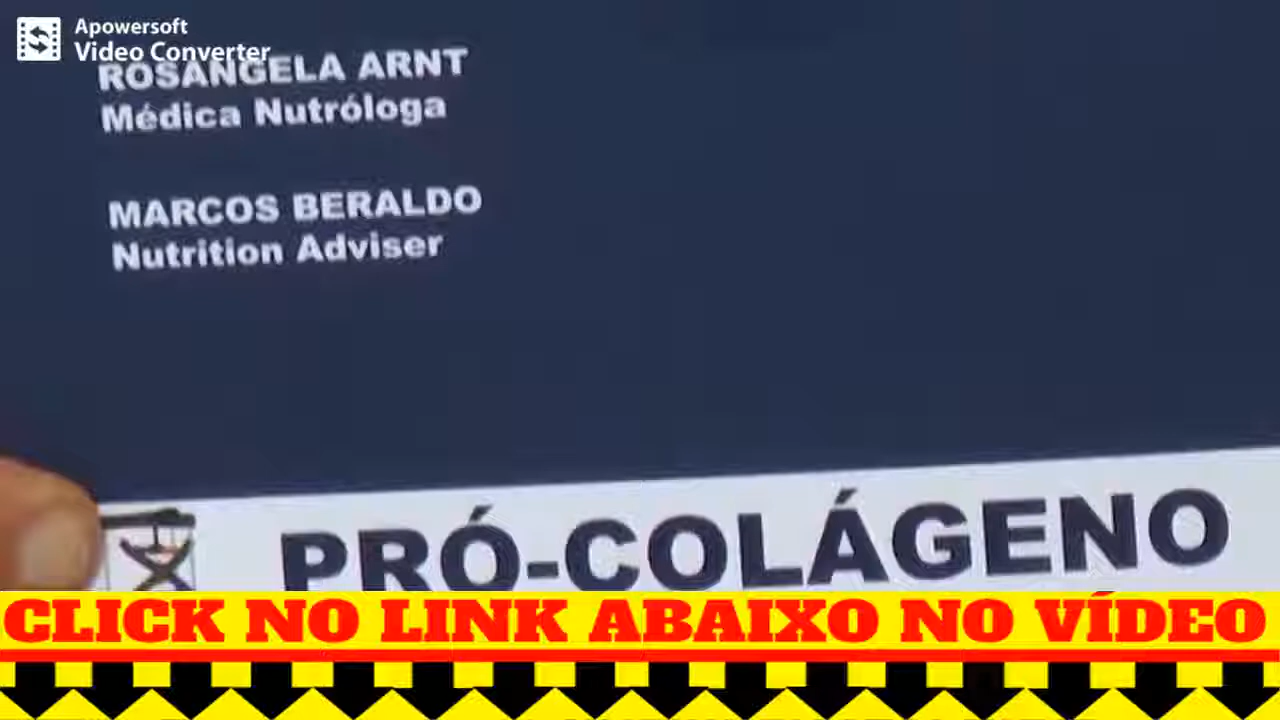 Apowersoft
Video Converter
ROSANGELA ARNT
Médica Nutróloga
MARCOS BERALDO
Nutrition Adviser
PRÓ-COLÁGENO
CLICK NO LINK ABAIXO NO VÍDEO